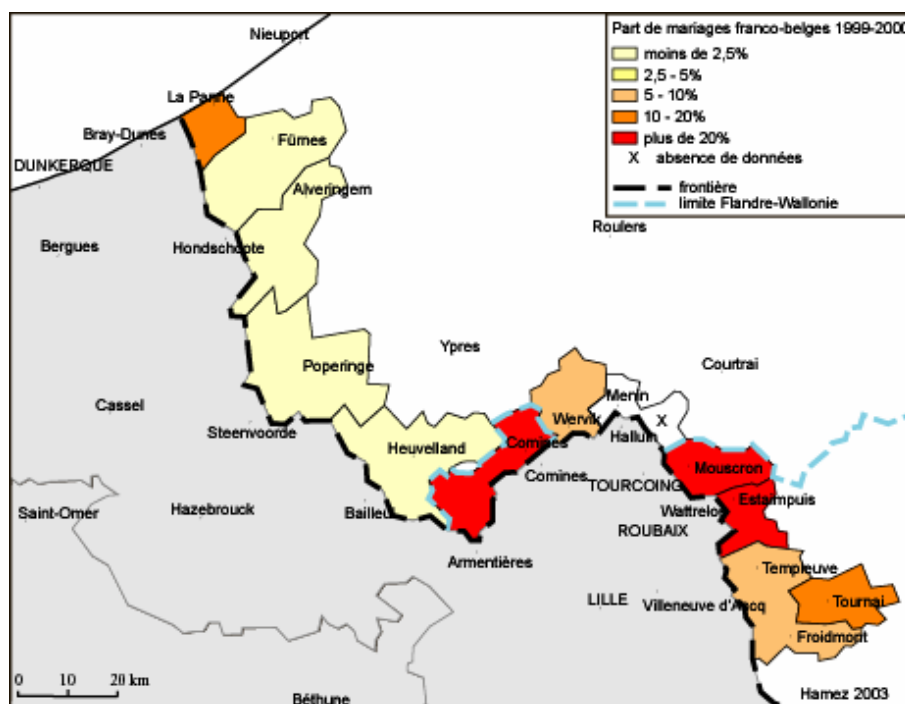 Part de mariages franco-belges 1999-2000
moins de 2,5%
2,5 - 5%
5 - 10%
10 - 20%
plus de 20%
X absence de données
frontière
limite Flandre-Wallonie
Nieuport
La Panne
Bray-Dunes
Fûrnes
DUNKERQUE
Alveringem
Roulers
Bergues
Hondschoote
Ypres
Courtrai
Poperinge
Menin
Cassel
Wervik
X
Steenvoorde
Halluin
Heuvelland
Comines
Mouscron
Comines
TOURCOING
Estaimpuis
Saint-Omer
Hazebrouck
Bailleul
Wattrelos
ROUBAIX
Armentières
Templeuve
LILLE
Villeneuve d'Ascq
Tournai
Froidmont
0 10 20 km
Béthune
Hamez 2003